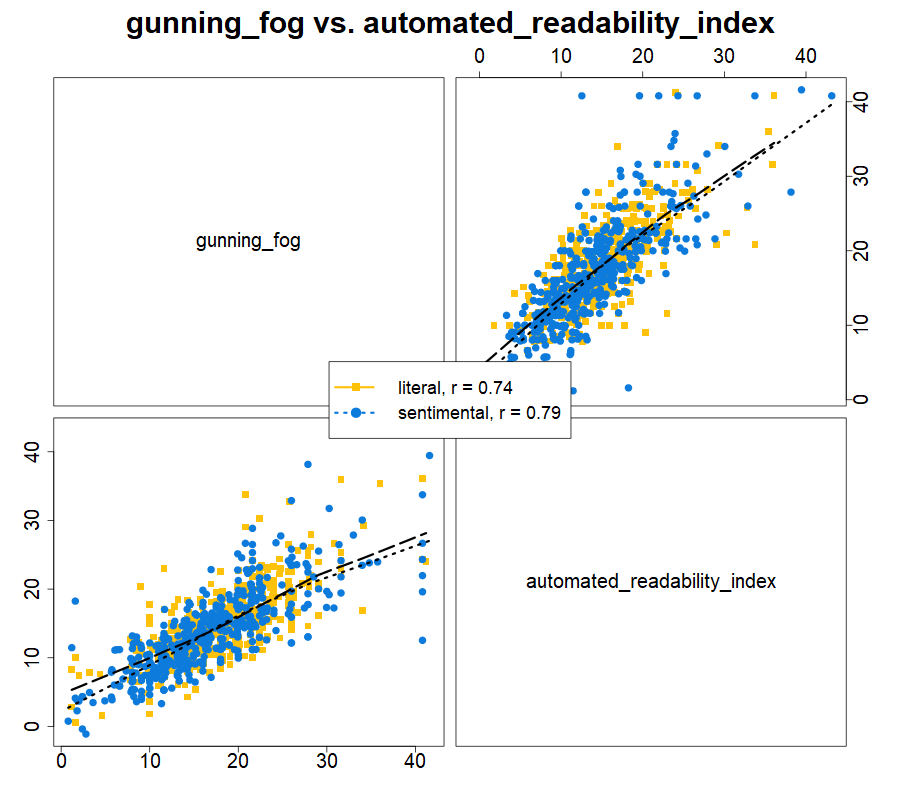 gunning_fog vs. automated_readability_index
0 10 20 30 40
gunning_fog
40
30
20
10
0
literal, r = 0.74
sentimental, r = 0.79
40
30
20
10
0
automated_readability_index
0 10 20 30 40